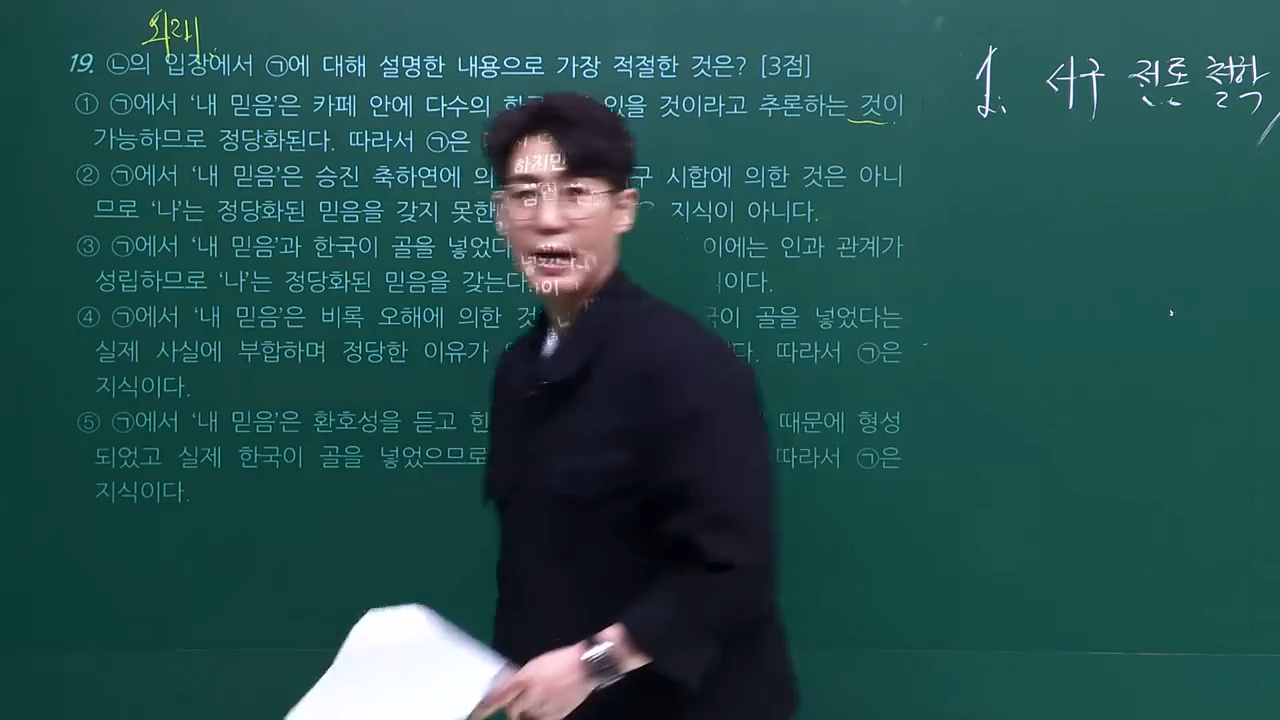 외래
19. ㉡의 입장에서 ㉠에 대해 설명한 내용으로 가장 적절한 것은? [3점]
1. 서구 전통 철학
① ㉠에서 ‘내 믿음’은 카페 안에 다수의 있을 것이라고 추론하는 것이
가능하므로 정당화된다. 따라서 ㉠은
② ㉠에서 ‘내 믿음’은 승진 축하연에 의 구 시합에 의한 것은 아니
므로 ‘나’는 정당화된 믿음을 갖지 못한 지식이 아니다.
③ ㉠에서 ‘내 믿음’과 한국이 골을 넣었다 이에는 인과 관계가
성립하므로 ‘나’는 정당화된 믿음을 갖는다. 이다.
④ ㉠에서 ‘내 믿음’은 비록 오해에 의한 것 국이 골을 넣었다는
실제 사실에 부합하며 정당한 이유가 다. 따라서 ㉠은
지식이다.
⑤ ㉠에서 ‘내 믿음’은 환호성을 듣고 한 때문에 형성
되었고 실제 한국이 골을 넣었으므로 따라서 ㉠은
지식이다.